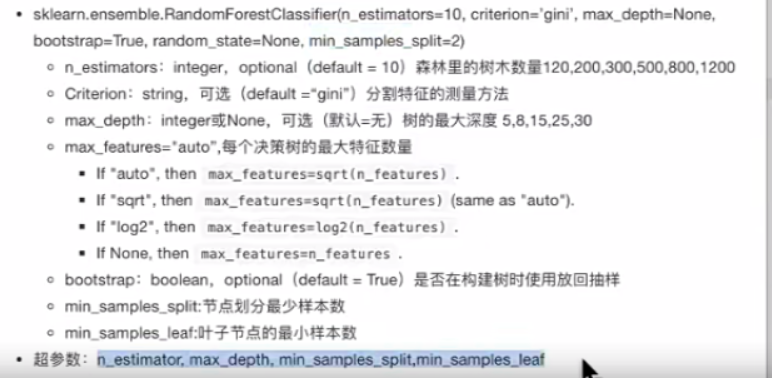 • sklearn.ensemble.RandomForestClassifier(n_estimators=10, criterion='gini', max_depth=None,
bootstrap=True, random_state=None, min_samples_split=2)
◦ n_estimators：integer，optional（default = 10）森林里的树木数量120,200,300,500,800,1200
◦ Criterion：string，可选（default =“gini”）分割特征的测量方法
◦ max_depth：integer或None，可选（默认=无）树的最大深度 5,8,15,25,30
◦ max_features="auto”,每个决策树的最大特征数量
▪ If "auto", then max_features=sqrt(n_features) .
▪ If "sqrt", then max_features=sqrt(n_features) (same as "auto").
▪ If "log2", then max_features=log2(n_features) .
▪ If None, then max_features=n_features .
◦ bootstrap：boolean，optional（default = True）是否在构建树时使用放回抽样
◦ min_samples_split:节点划分最少样本数
◦ min_samples_leaf:叶子节点的最小样本数
• 超参数：n_estimator, max_depth, min_samples_split,min_samples_leaf